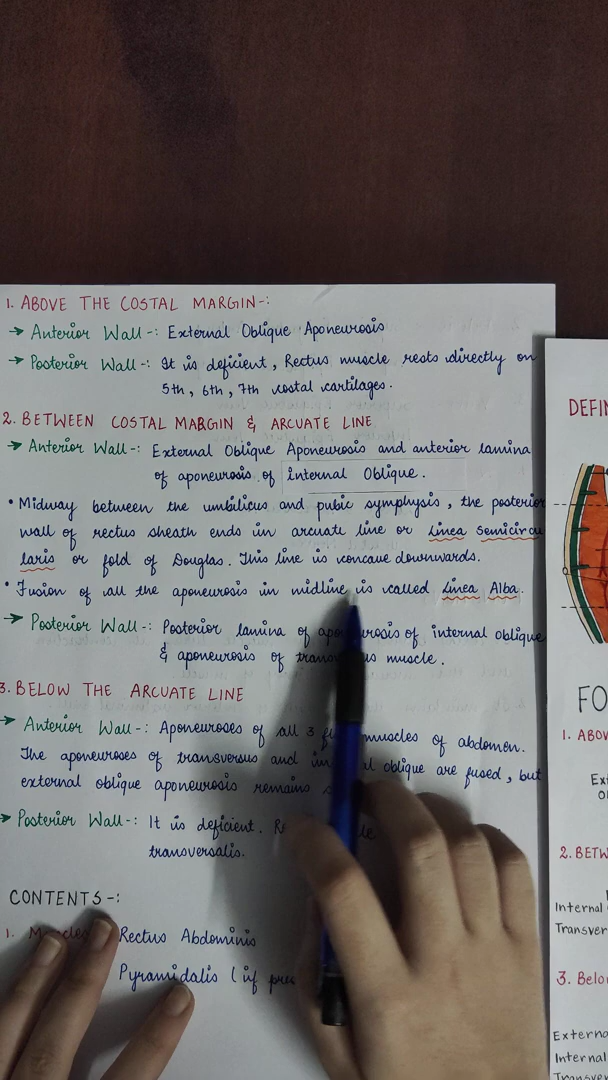 1. ABOVE THE COSTAL MARGIN-:
→ Anterior Wall-: External Oblique Aponeurosis
→ Posterior Wall-: It is deficient, Rectus muscle rests directly on
5th, 6th, 7th costal cartilages.
2. BETWEEN COSTAL MARGIN & ARCUATE LINE
→ Anterior Wall-: External Oblique Aponeurosis and anterior lamina
of aponeurosis of internal Oblique.
• Midway between the umbilicus and pubic symphysis, the posterior
wall of rectus sheath ends in arcuate line or linea semicircu
laris or fold of Douglas. This line is concave downwards.
• Fusion of all the aponeurosis in midline is called Linea Alba.
→ Posterior Wall-: Posterior lamina of aponeurosis of internal oblique
& aponeurosis of muscle.
3. BELOW THE ARCUATE LINE
→ Anterior Wall-: Aponeuroses of all 3 muscles of abdomen.
The aponeuroses of transversus and oblique are fused, but
external oblique aponeurosis remains
→ Posterior Wall-: It is deficient.
transversalis.
CONTENTS-:
1. Muscles Rectus Abdominis
Pyramidalis (if
DEFIN
FO
1. ABOV
Ext
2. BETW
Internal
Transver
3. Belo
Externa
Internal
Transver